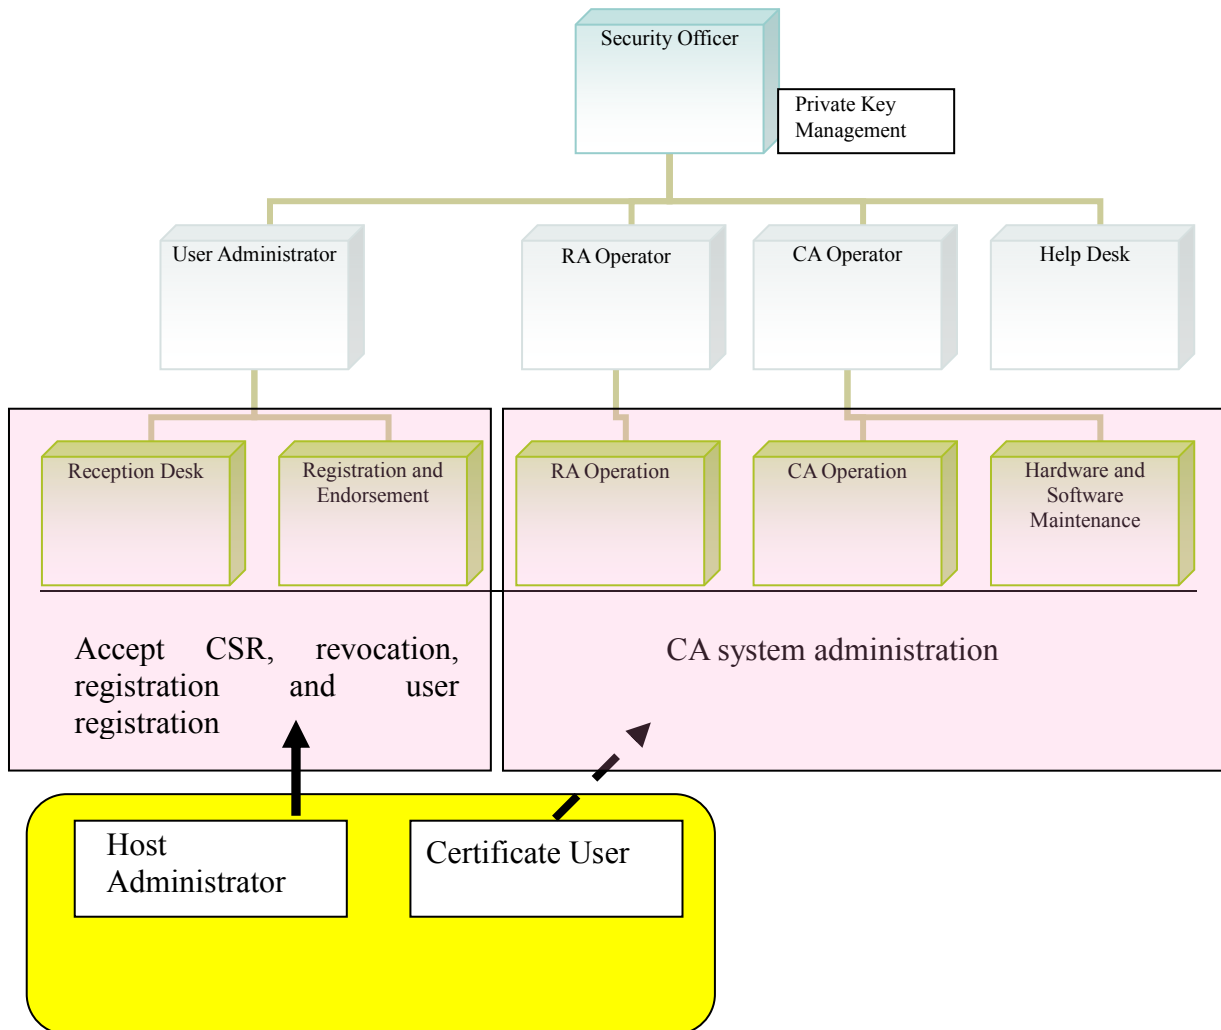 Security Officer
Private Key
Management
User Administrator
RA Operator
CA Operator
Help Desk
Reception Desk
Registration and
Endorsement
RA Operation
CA Operation
Hardware and
Software
Maintenance
Accept CSR, revocation,
registration and user
registration
CA system administration
Host
Administrator
Certificate User